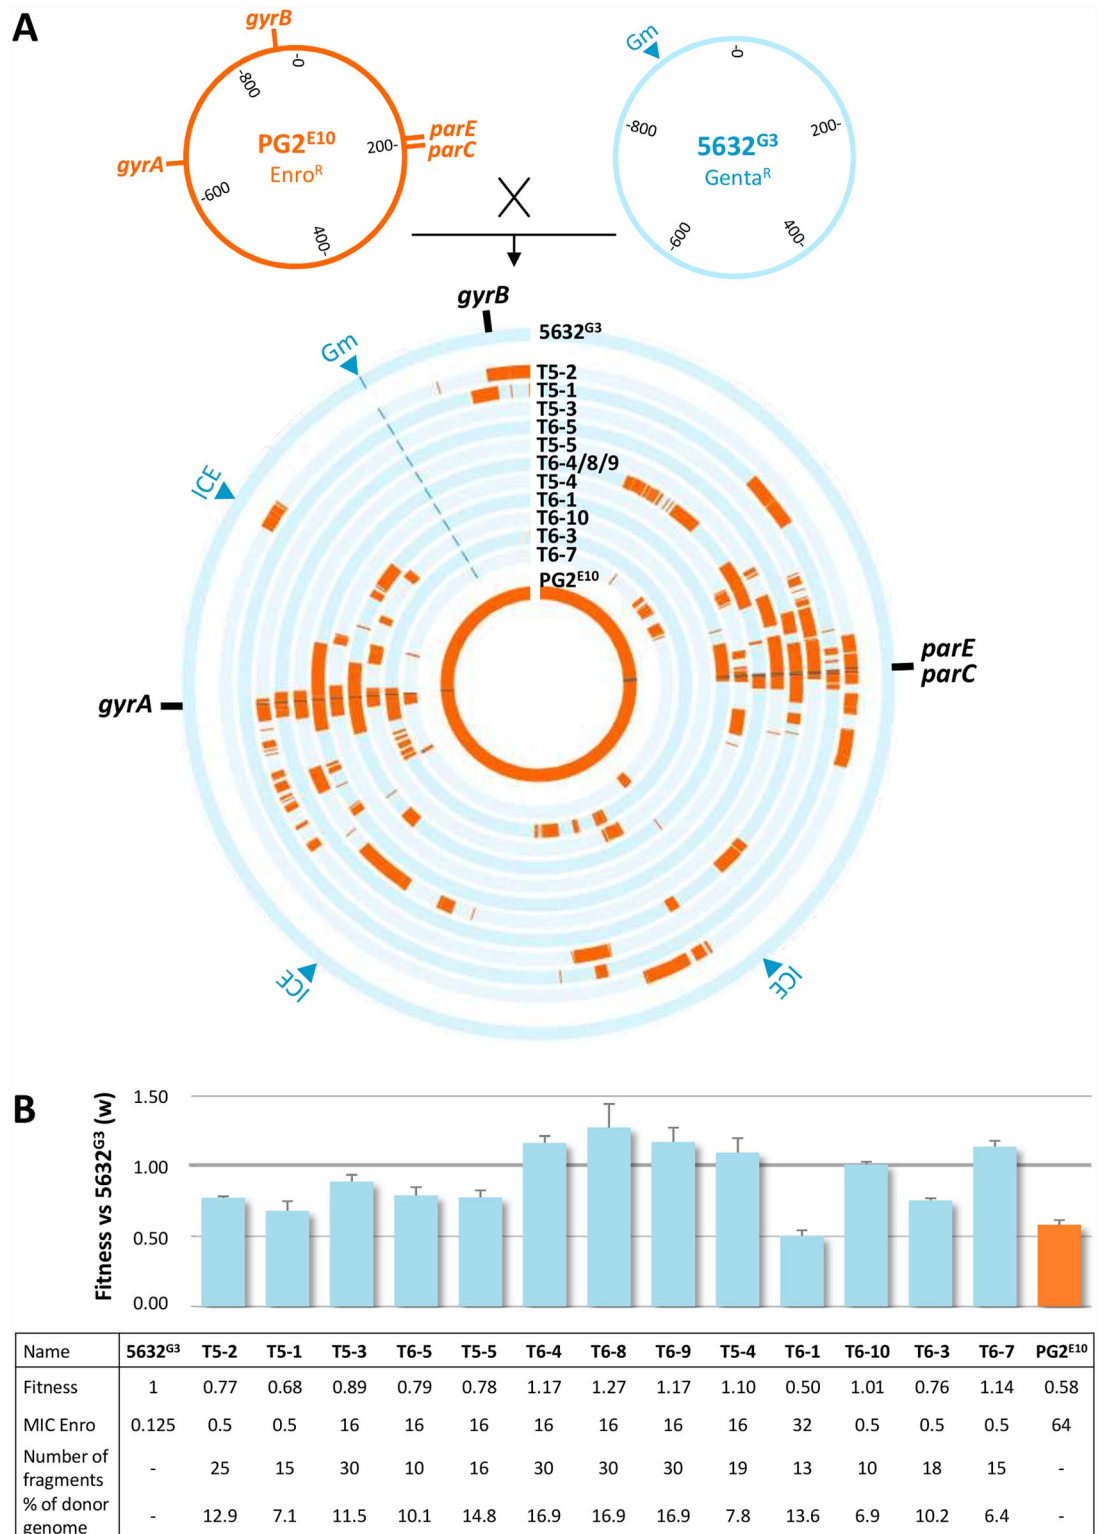 A
gyrB
-0
-800
PG2E10
EnroR
200-
parE
parC
gyrA
-600
400-
Gm
-0
-800
200-
5632G3
GentaR
-600
400-
gyrB
5632G3
Gm
T5-2
T5-1
T5-3
T6-5
T5-5
T6-4/8/9
T5-4
T6-1
T6-10
T6-3
T6-7
PG2E10
ICE
parE
parC
gyrA
ICE
ICE
B
Fitness vs 5632G3 (w)
1.50
1.00
0.50
0.00
Name 5632G3 T5-2 T5-1 T5-3 T6-5 T5-5 T6-4 T6-8 T6-9 T5-4 T6-1 T6-10 T6-3 T6-7 PG2E10
Fitness 1 0.77 0.68 0.89 0.79 0.78 1.17 1.27 1.17 1.10 0.50 1.01 0.76 1.14 0.58
MIC Enro 0.125 0.5 0.5 16 16 16 16 16 16 16 32 0.5 0.5 0.5 64
Number of
fragments - 25 15 30 10 16 30 30 30 19 13 10 18 15 -
% of donor
genome - 12.9 7.1 11.5 10.1 14.8 16.9 16.9 16.9 7.8 13.6 6.9 10.2 6.4 -